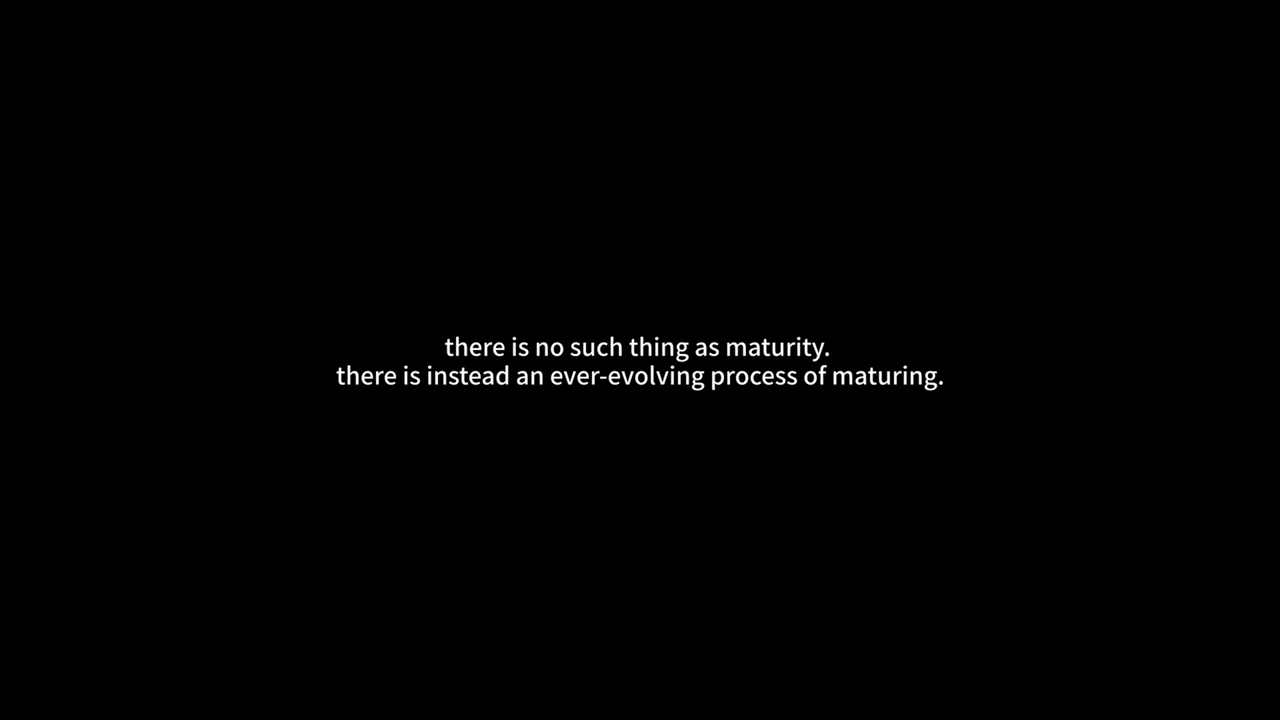 there is no such thing as maturity.
there is instead an ever-evolving process of maturing.